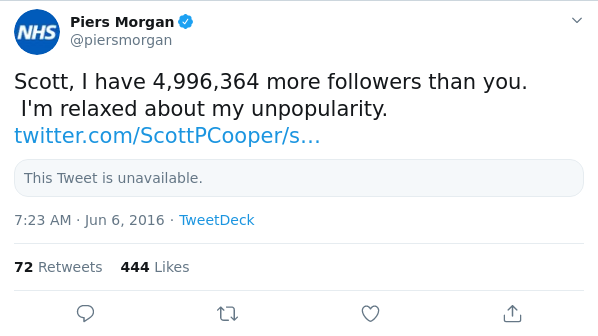 NHS
Piers Morgan
@piersmorgan
Scott, I have 4,996,364 more followers than you.
I'm relaxed about my unpopularity.
twitter.com/ScottPCooper/s…
This Tweet is unavailable.
7:23 AM · Jun 6, 2016 · TweetDeck
72 Retweets 444 Likes